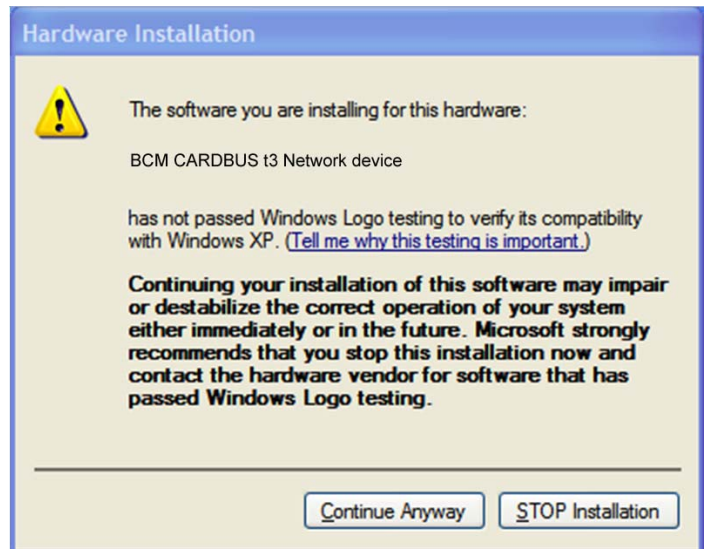 Hardware Installation
The software you are installing for this hardware:
BCM CARDBUS t3 Network device
has not passed Windows Logo testing to verify its compatibility
with Windows XP. (Tell me why this testing is important.)
Continuing your installation of this software may impair
or destabilize the correct operation of your system
either immediately or in the future. Microsoft strongly
recommends that you stop this installation now and
contact the hardware vendor for software that has
passed Windows Logo testing.
Continue Anyway
STOP Installation